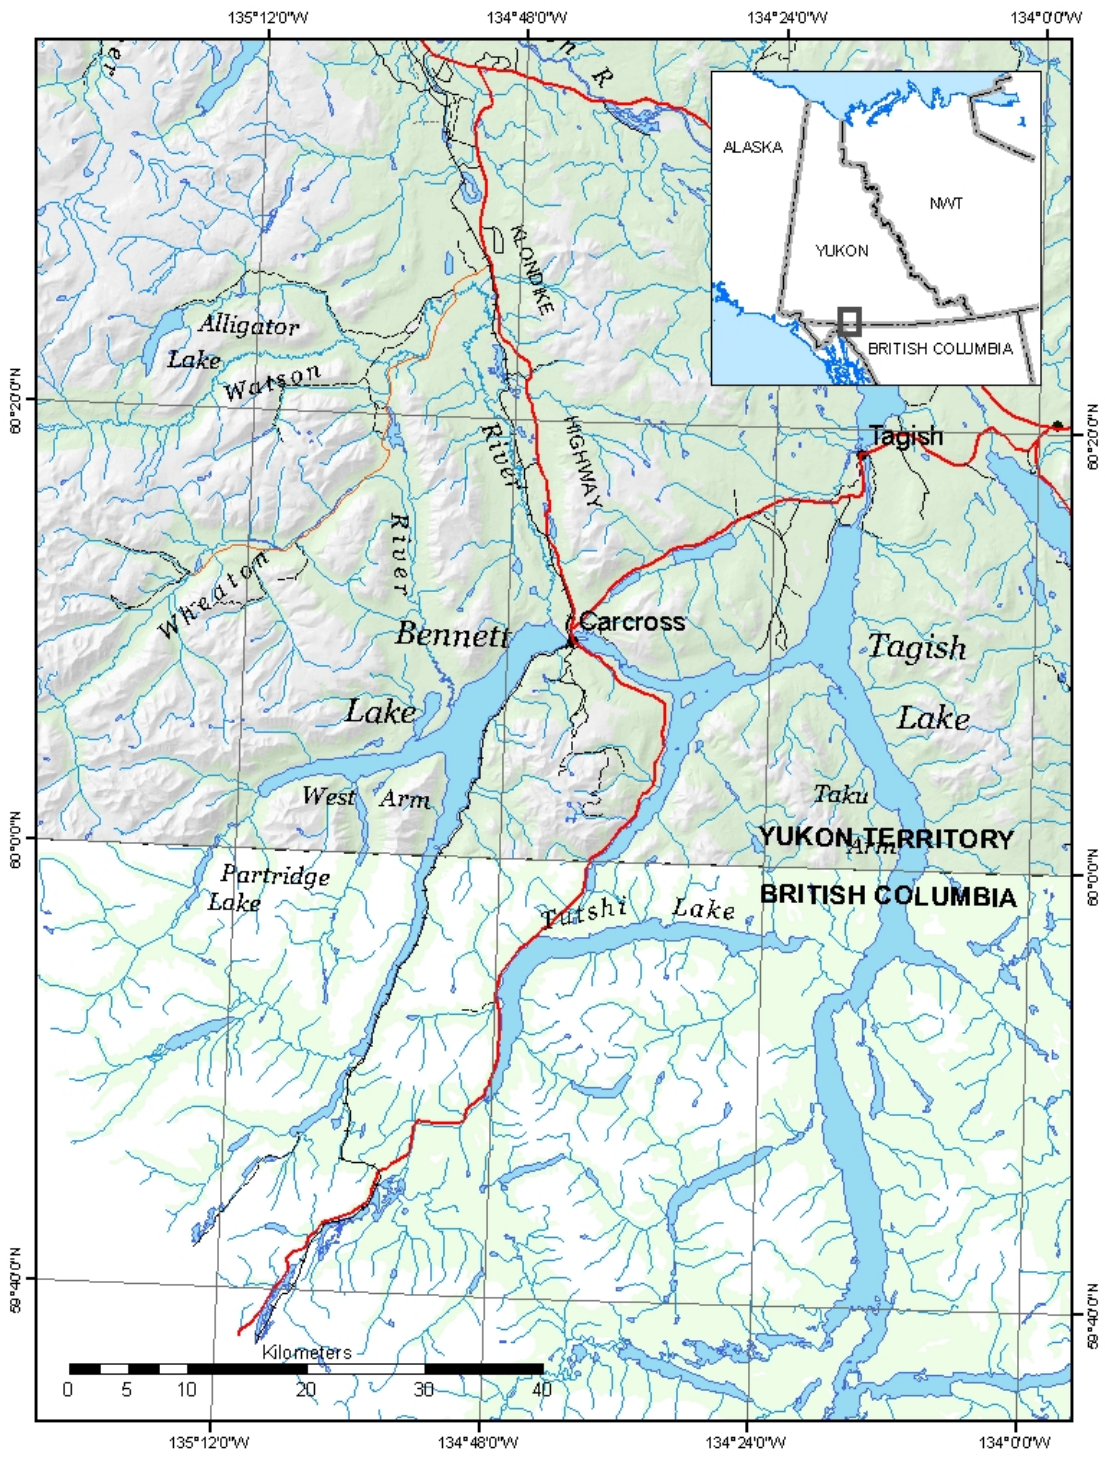 135°12'0"W
134°48'0"W
134°24'0"W
134°0'0"W
er
n R
ALASKA
NWT
YUKON
BRITISH COLUMBIA
KLONDIKE
Alligator
Lake
Watson
River
HIGHWAY
60°20'0"N
60°20'0"N
Tagish
River
Wheaton
Carcross
Bennett
Lake
Tagish
Lake
West Arm
Taku
Arm
YUKON TERRITORY
BRITISH COLUMBIA
60°0'0"N
60°0'0"N
Partridge
Lake
Tutshi Lake
59°40'0"N
59°40'0"N
Kilometers
0 5 10 20 30 40
135°12'0"W
134°48'0"W
134°24'0"W
134°0'0"W